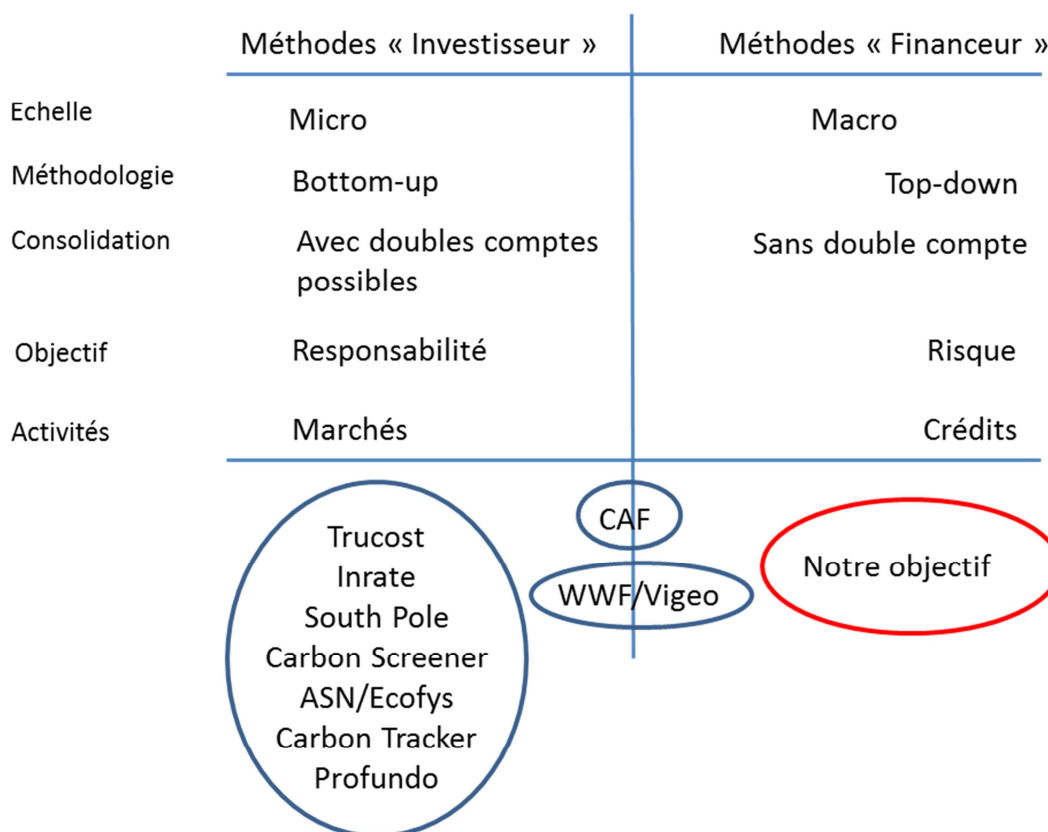 Méthodes « Investisseur »
Méthodes « Financeur »
Echelle
Micro
Macro
Méthodologie
Bottom-up
Top-down
Consolidation
Avec doubles comptes
possibles
Sans double compte
Objectif
Responsabilité
Risque
Activités
Marchés
Crédits
Trucost
Inrate
South Pole
Carbon Screener
ASN/Ecofys
Carbon Tracker
Profundo
CAF
WWF/Vigeo
Notre objectif